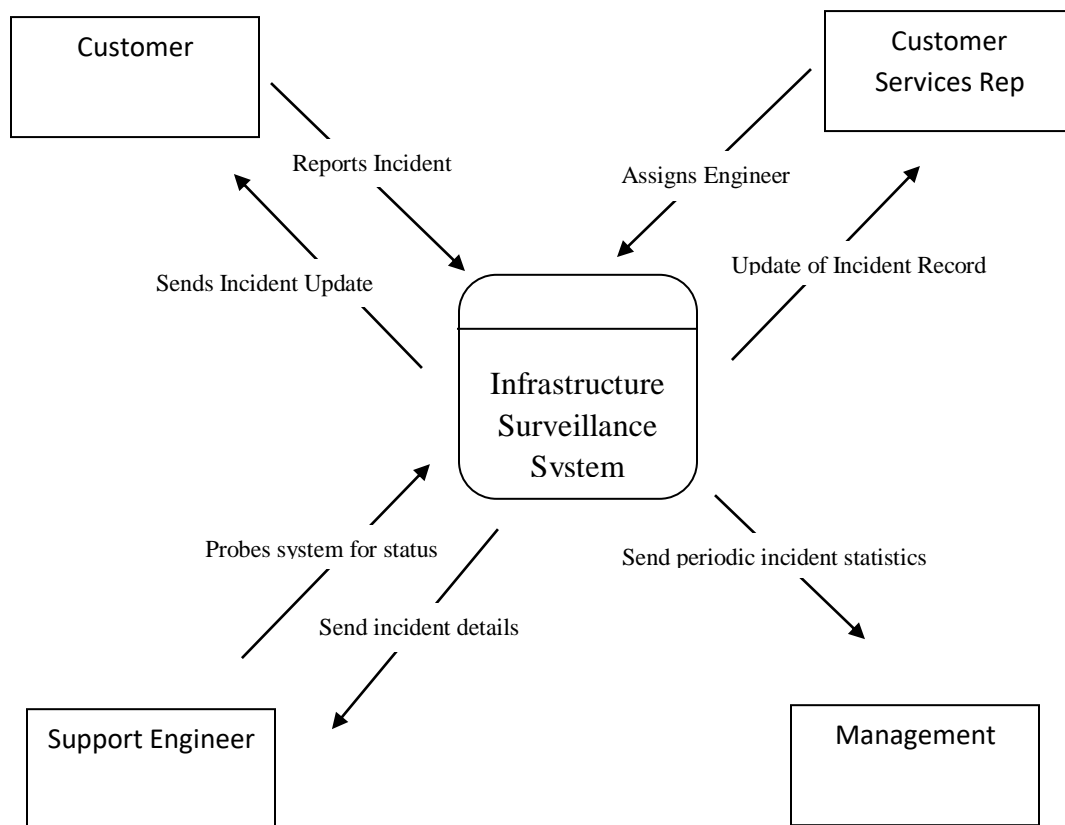 Customer
Customer
Services Rep
Reports Incident
Assigns Engineer
Sends Incident Update
Update of Incident Record
Infrastructure
Surveillance
System
Probes system for status
Send periodic incident statistics
Send incident details
Support Engineer
Management